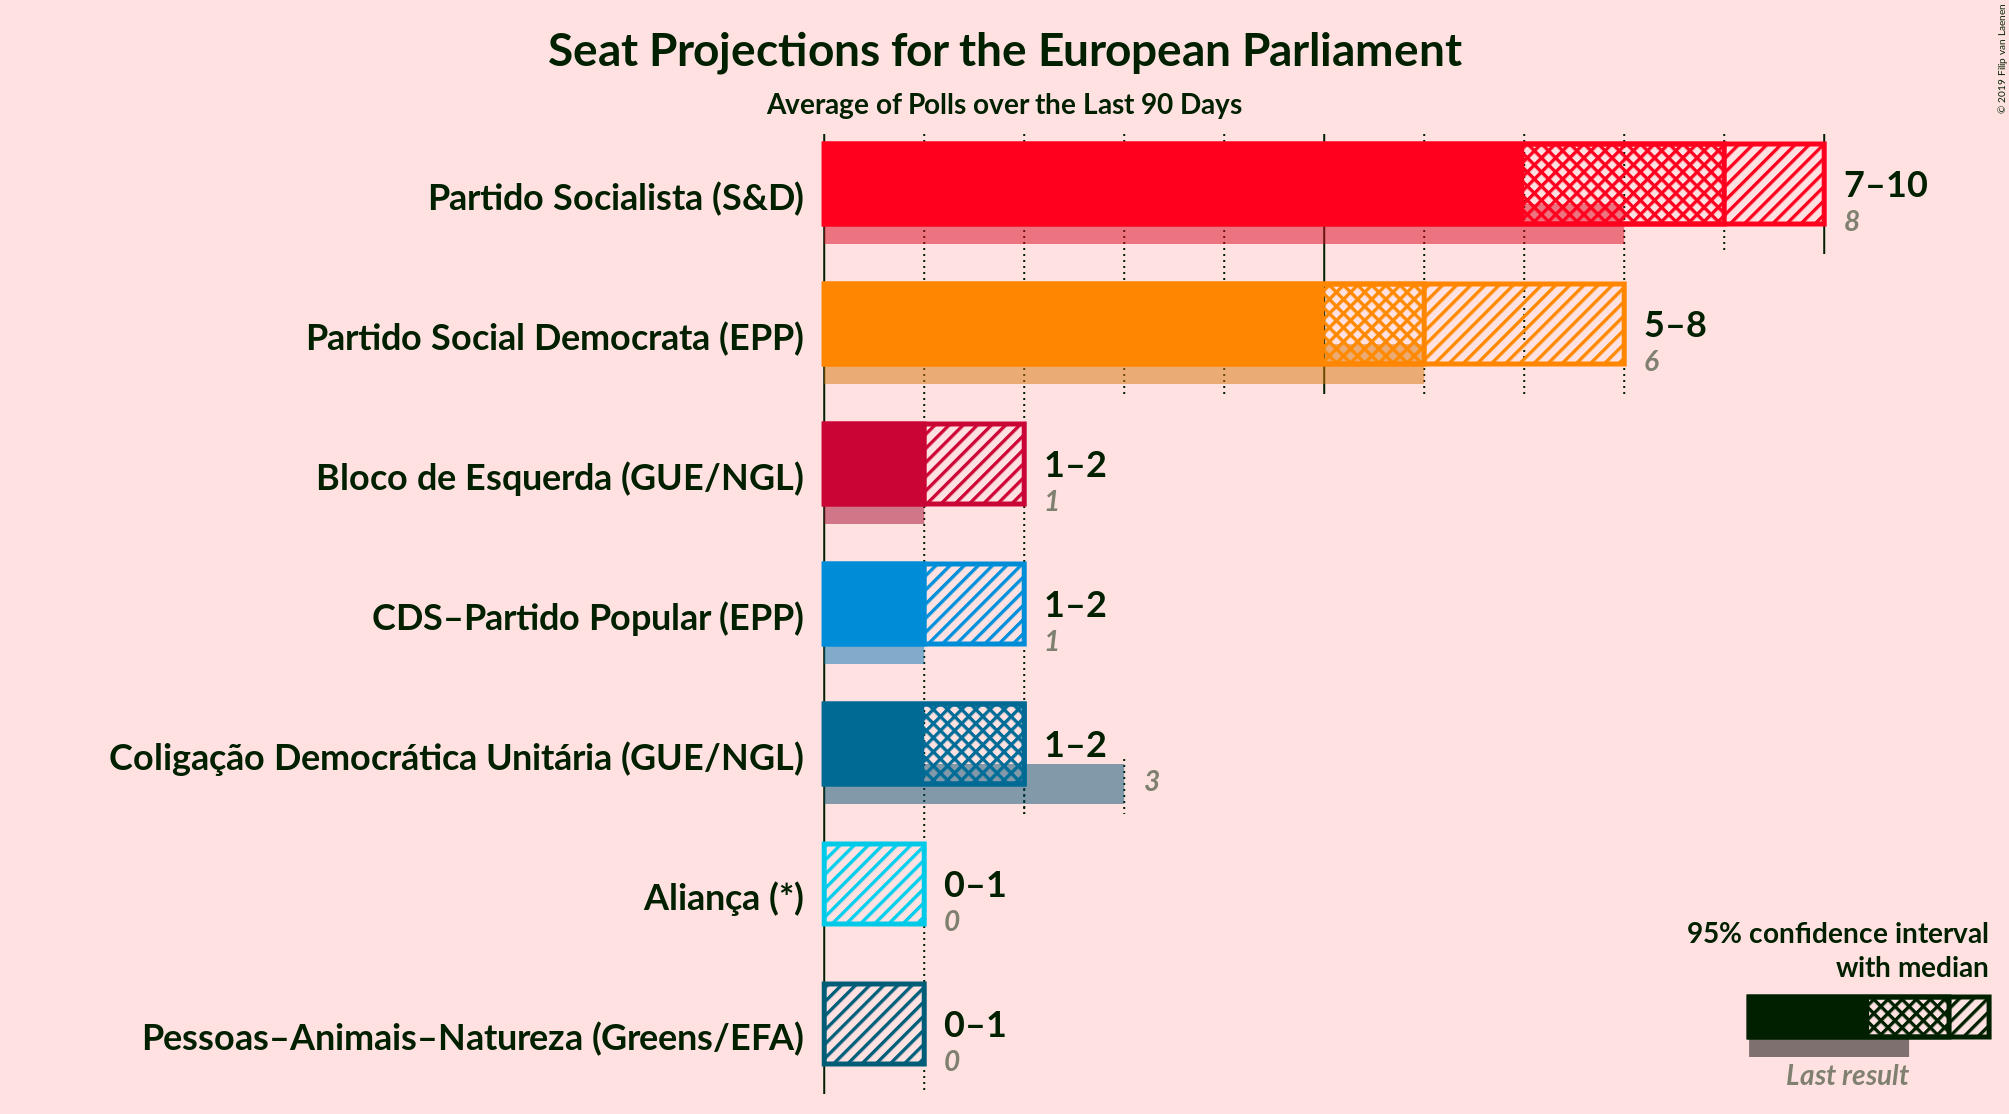 Seat Projections for the European Parliament
Average of Polls over the Last 90 Days
© 2019 Filip van Laenen
Partido Socialista (S&D)
7–10
8
Partido Social Democrata (EPP)
5–8
6
Bloco de Esquerda (GUE/NGL)
1–2
1
CDS–Partido Popular (EPP)
1–2
1
Coligação Democrática Unitária (GUE/NGL)
1–2
3
Aliança (*)
0–1
0
Pessoas–Animais–Natureza (Greens/EFA)
0–1
0
95% confidence interval
with median
Last result